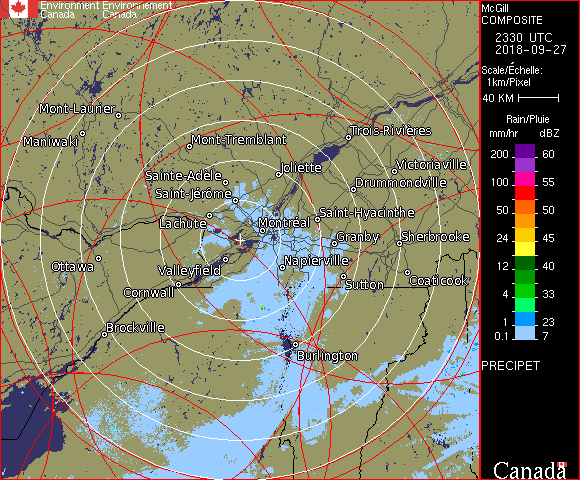 Environment Environnement
Canada Canada
McGill
COMPOSITE
2330 UTC
2018-09-27
Scale/Échelle:
1km/Pixel
40 KM
Rain/Pluie
mm/hr dBZ
200 60
100 55
50 50
24 45
12 40
4 33
1 23
0.1 7
PRECIPET
Canada
Mont-Laurier
Maniwaki
Mont-Tremblant
Trois-Rivières
Joliette
Victoriaville
Sainte-Adèle
Drummondville
Saint-Jérôme
Saint-Hyacinthe
Lachute
Montréal
Granby
Sherbrooke
Ottawa
Valleyfield
Napierville
Cornwall
Sutton
Coaticook
Brockville
Burlington